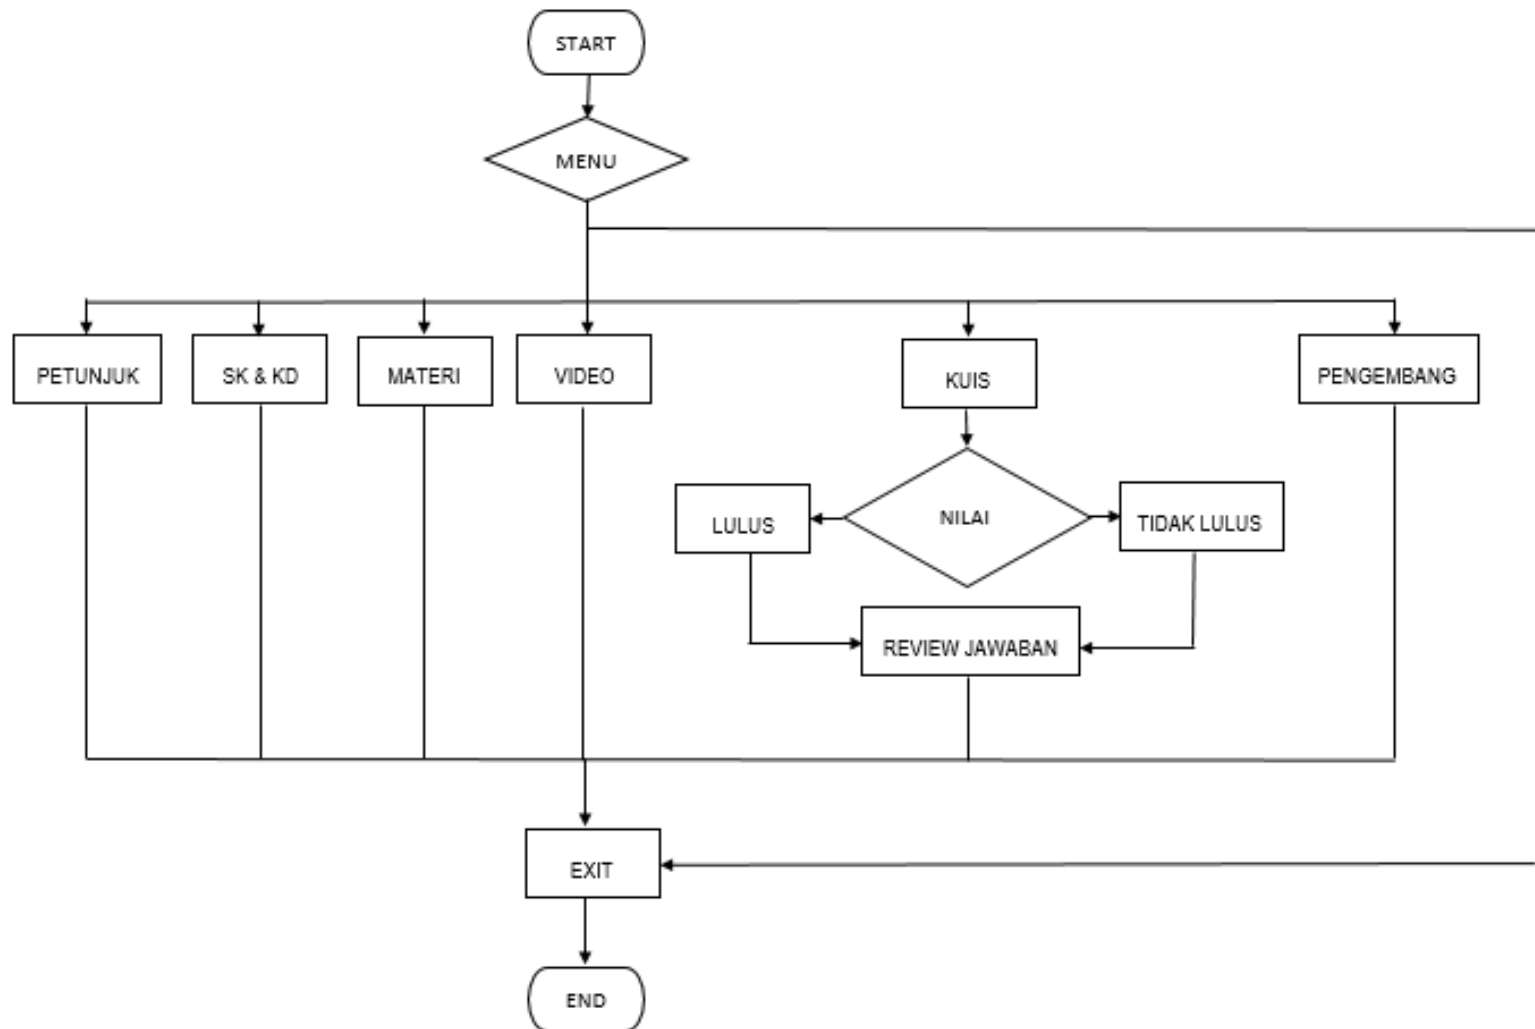 START
MENU
PETUNJUK
SK & KD
MATERI
VIDEO
KUIS
PENGEMBANG
LULUS
NILAI
TIDAK LULUS
REVIEW JAWABAN
EXIT
END